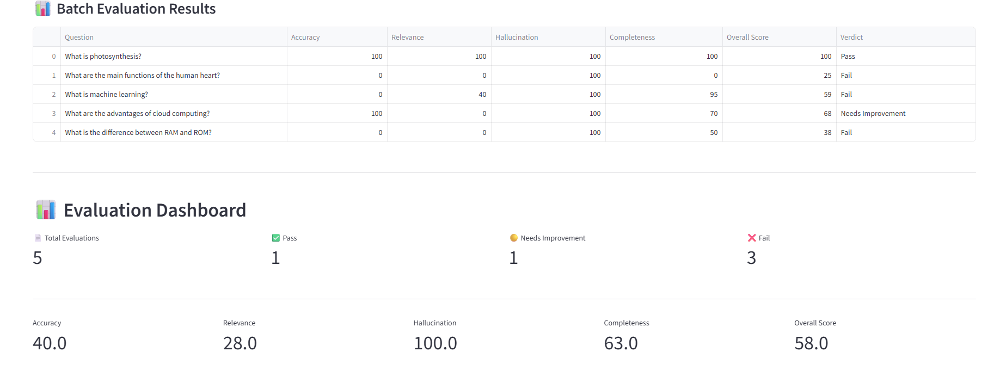 Batch Evaluation Results
Question Accuracy Relevance Hallucination Completeness Overall Score Verdict
0 What is photosynthesis? 100 100 100 100 100 Pass
1 What are the main functions of the human heart? 0 0 100 0 25 Fail
2 What is machine learning? 0 40 100 95 59 Fail
3 What are the advantages of cloud computing? 100 0 100 70 68 Needs Improvement
4 What is the difference between RAM and ROM? 0 0 100 50 38 Fail
Evaluation Dashboard
Total Evaluations Pass Needs Improvement Fail
5 1 1 3
Accuracy Relevance Hallucination Completeness Overall Score
40.0 28.0 100.0 63.0 58.0